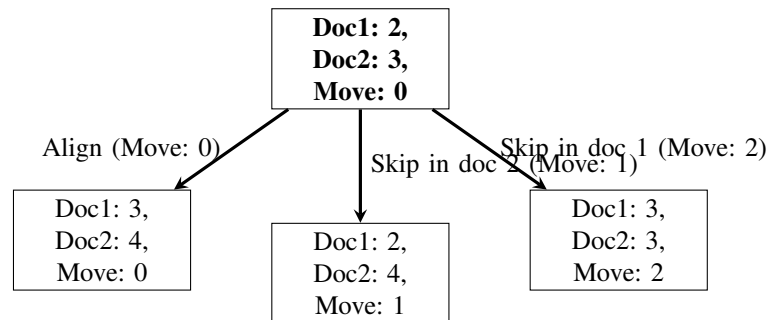 Doc1: 2,
Doc2: 3,
Move: 0
Align (Move: 0)
Skip in doc 2 (Move: 1)
Skip in doc 1 (Move: 2)
Doc1: 3,
Doc2: 4,
Move: 0
Doc1: 2,
Doc2: 4,
Move: 1
Doc1: 3,
Doc2: 3,
Move: 2